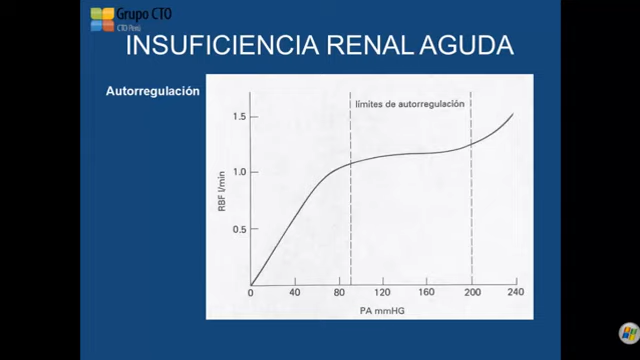 Grupo CTO
CTO Perú
INSUFICIENCIA RENAL AGUDA
Autorregulación
límites de autorregulación
1.5
1.0
0.5
RBF l/min
0 40 80 120 160 200 240
PA mmHG